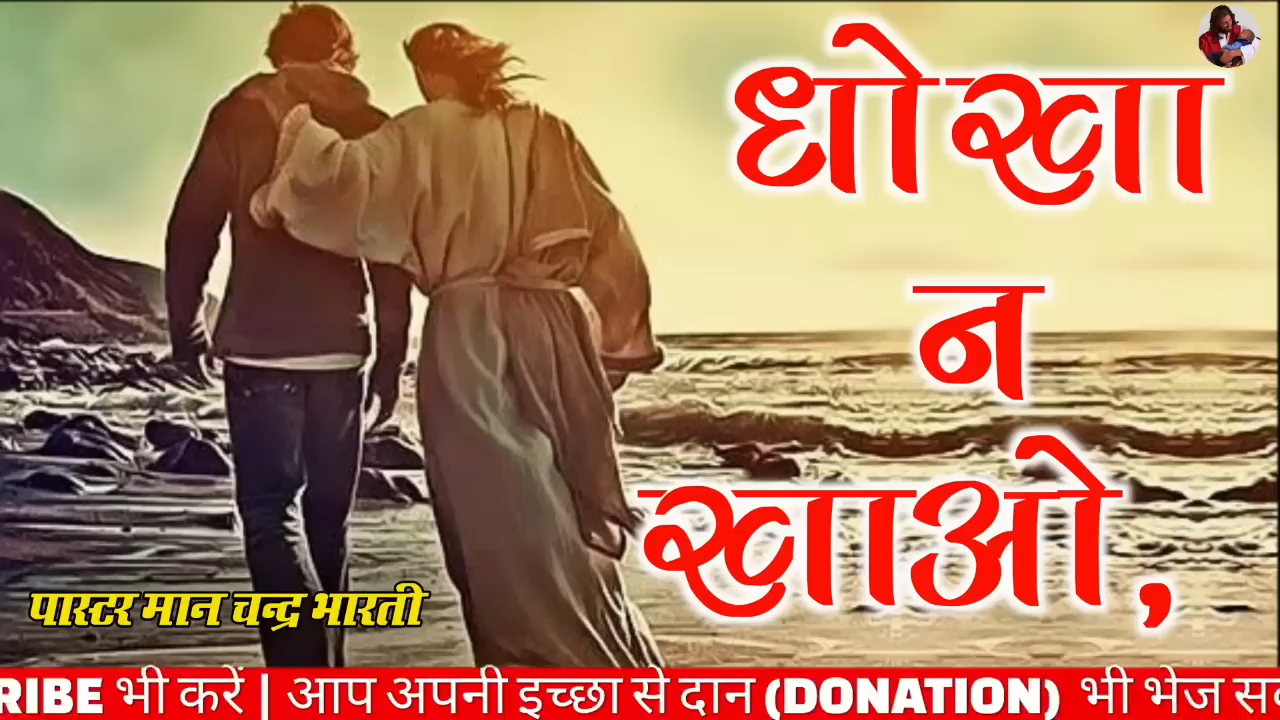 धोखा
न
खाओ,
पास्टर मान चन्द्र भारती
RIBE भी करें | आप अपनी इच्छा से दान (DONATION) भी भेज